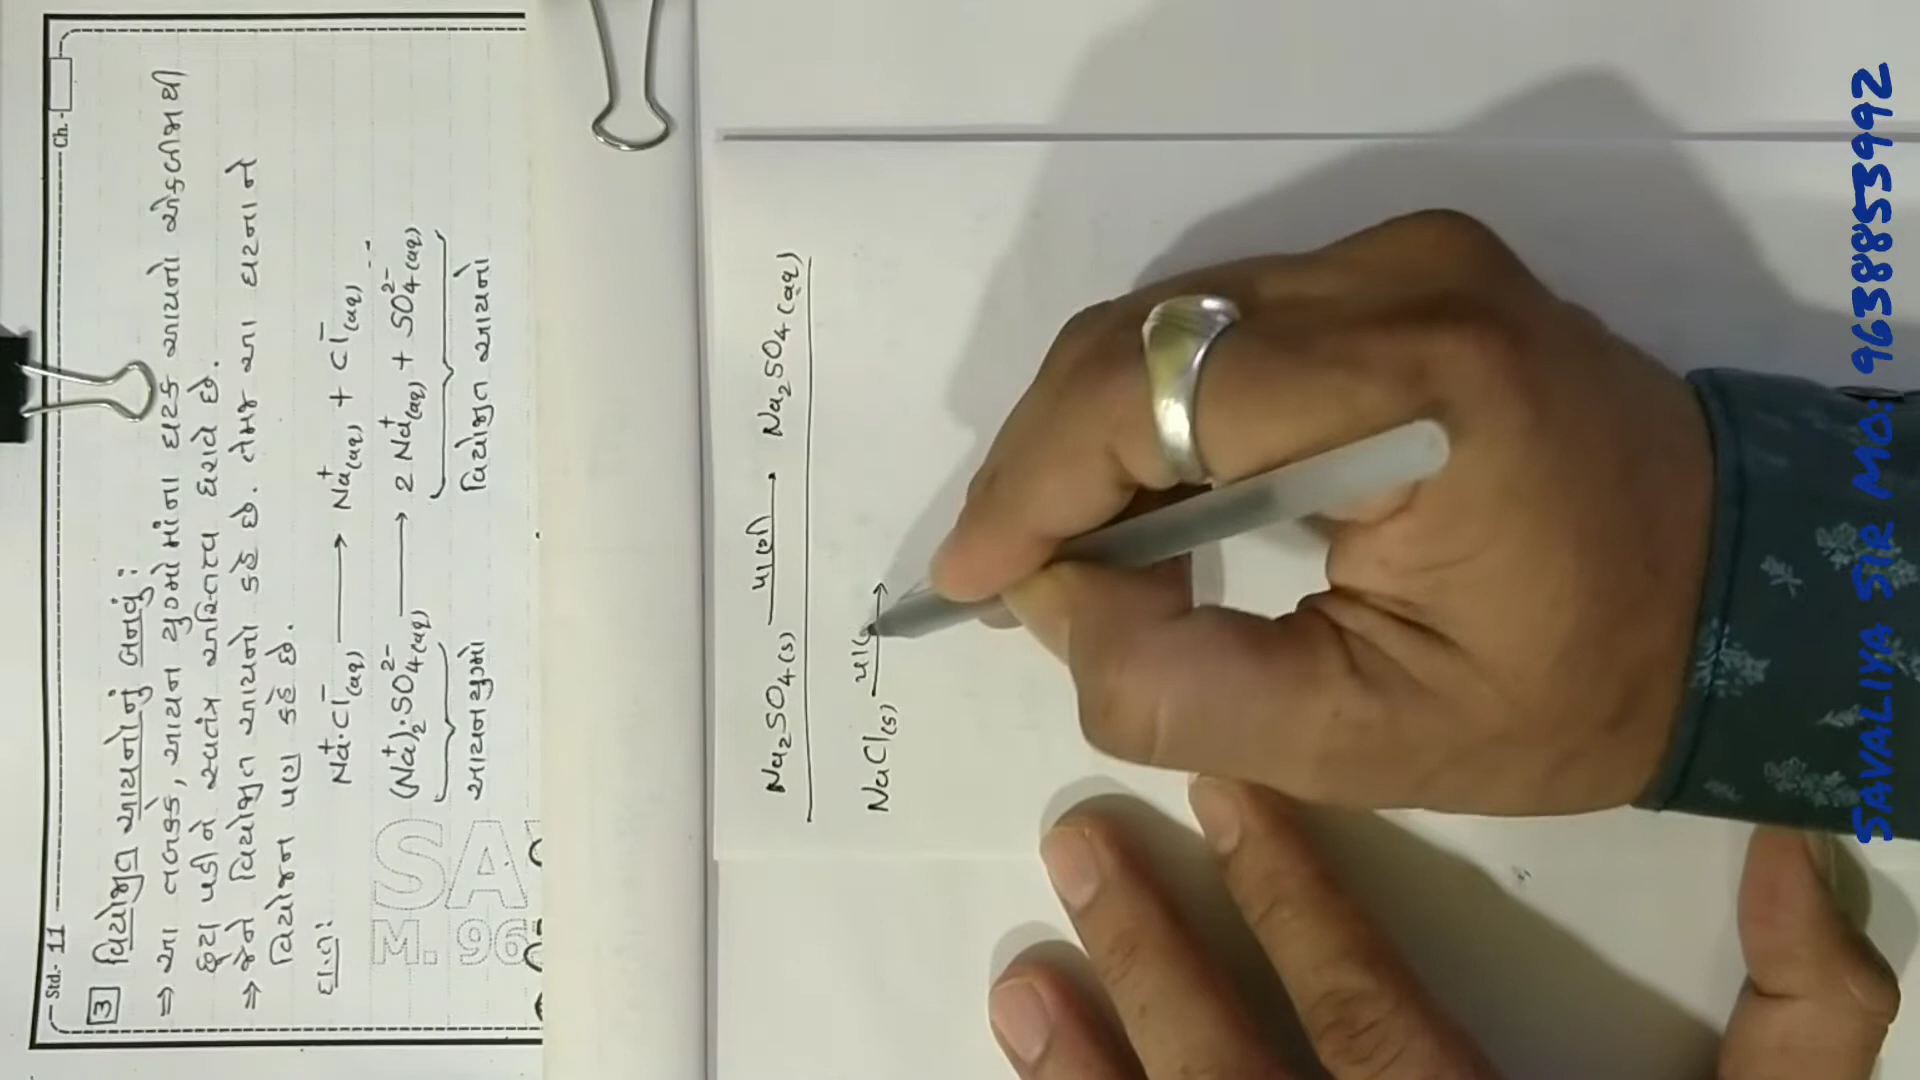 Std.- 11 Ch.-
3 વિયોજીત આયનોનું બનવું :
⇒ આ તબક્કે, આયન યુગ્મોમાંના ઘટક આયનો એકબીજાથી
છુટા પડીને સ્વતંત્ર અસ્તિત્વ ધરાવે છે.
⇒ જેને વિયોજીત આયનો કહે છે. તેમજ આ ઘટનાને
વિયોજન પણ કહે છે.
દા.ત:
Na⁺·Cl⁻(aq) ⟶ Na⁺(aq) + Cl⁻(aq) ..
(Na⁺)₂·SO₄²⁻(aq) ⟶ 2Na⁺(aq) + SO₄²⁻(aq)
આયનયુગ્મો વિયોજીત આયનો
SA
M. 96
Na₂SO₄(s) પાણી Na₂SO₄(aq)
NaCl(s) ⟶ પા
SAVALIYA SIR MO: 9638853992